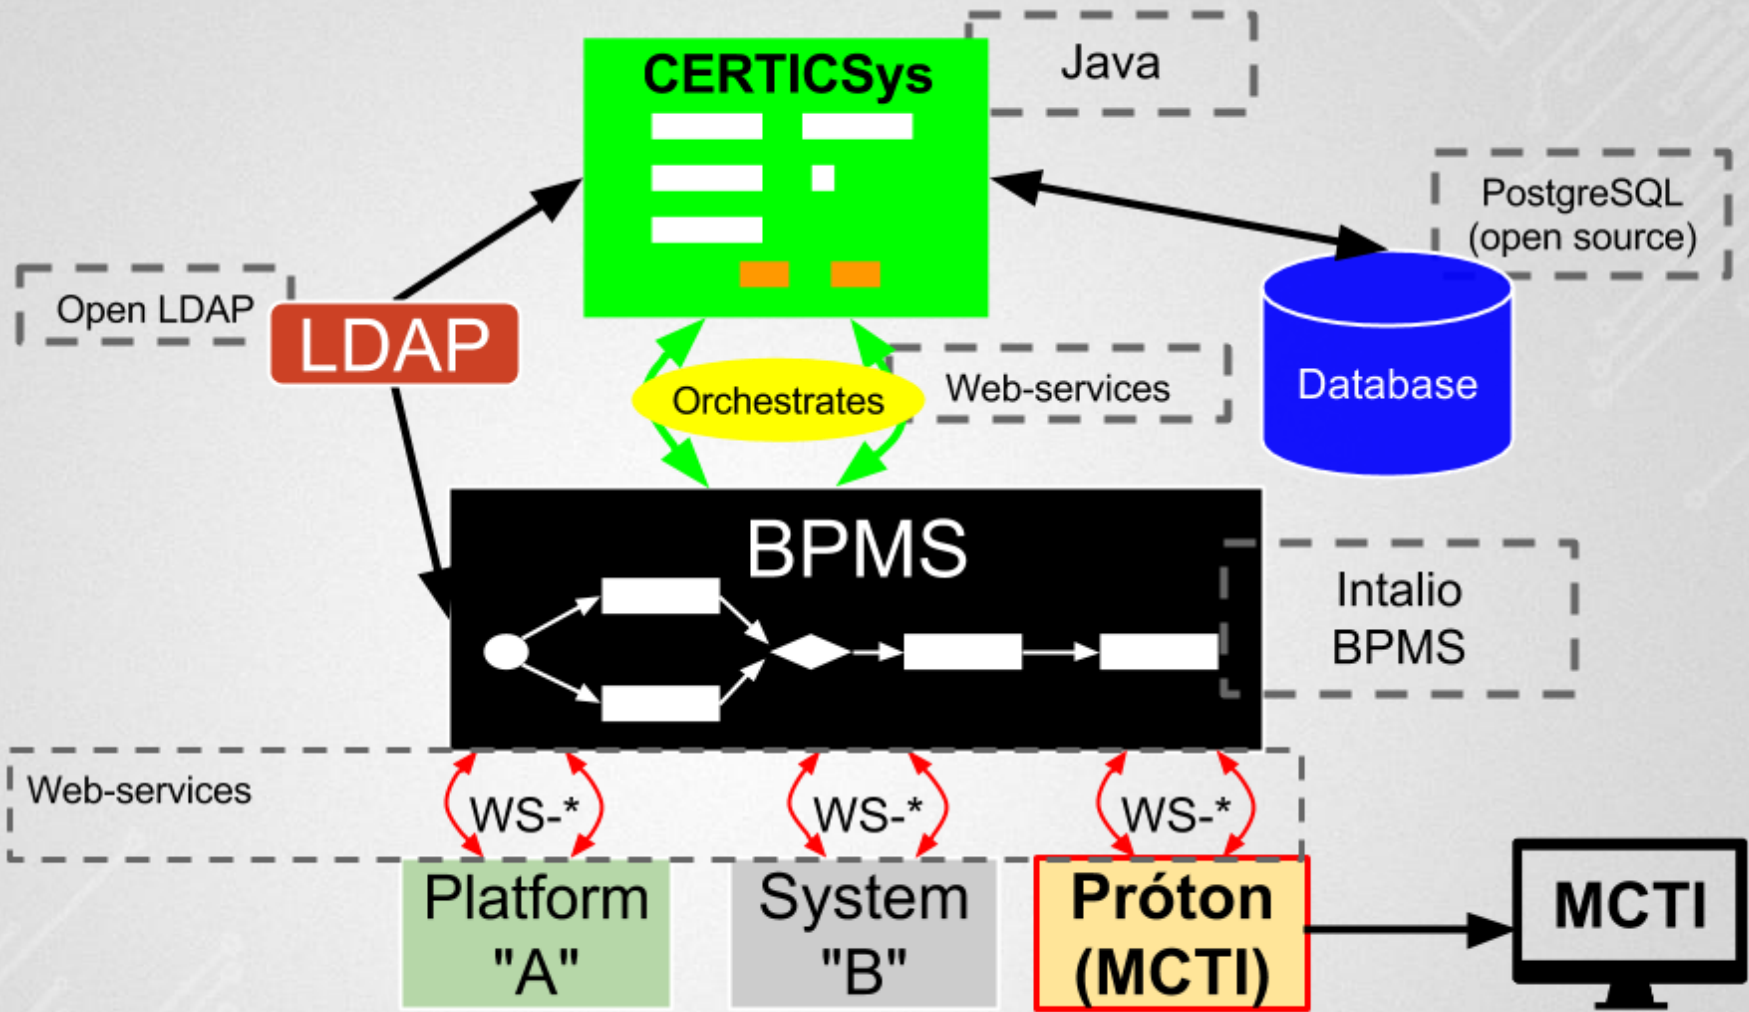 CERTICSys
Java
PostgreSQL
(open source)
Open LDAP
LDAP
Orchestrates
Web-services
Database
BPMS
Intalio
BPMS
Web-services
WS-*
WS-*
WS-*
Platform
"A"
System
"B"
Próton
(MCTI)
MCTI